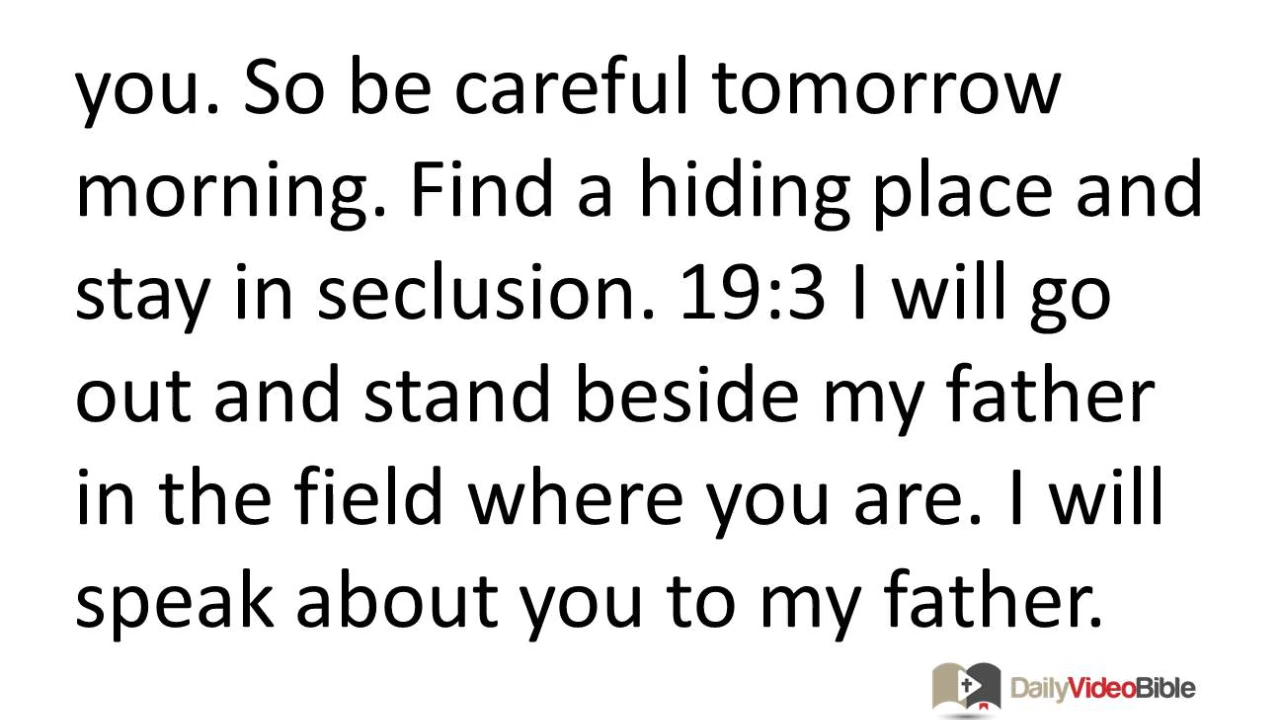 you. So be careful tomorrow
morning. Find a hiding place and
stay in seclusion. 19:3 I will go
out and stand beside my father
in the field where you are. I will
speak about you to my father.
DailyVideoBible